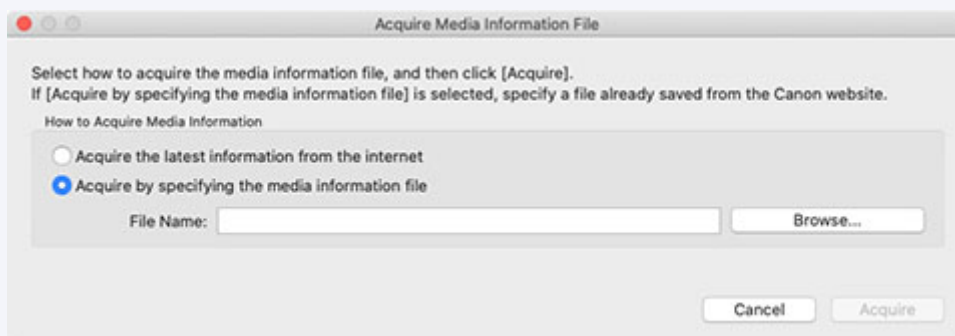 Acquire Media Information File
Select how to acquire the media information file, and then click [Acquire].
If [Acquire by specifying the media information file] is selected, specify a file already saved from the Canon website.
How to Acquire Media Information
Acquire the latest information from the internet
Acquire by specifying the media information file
File Name:
Browse...
Cancel
Acquire